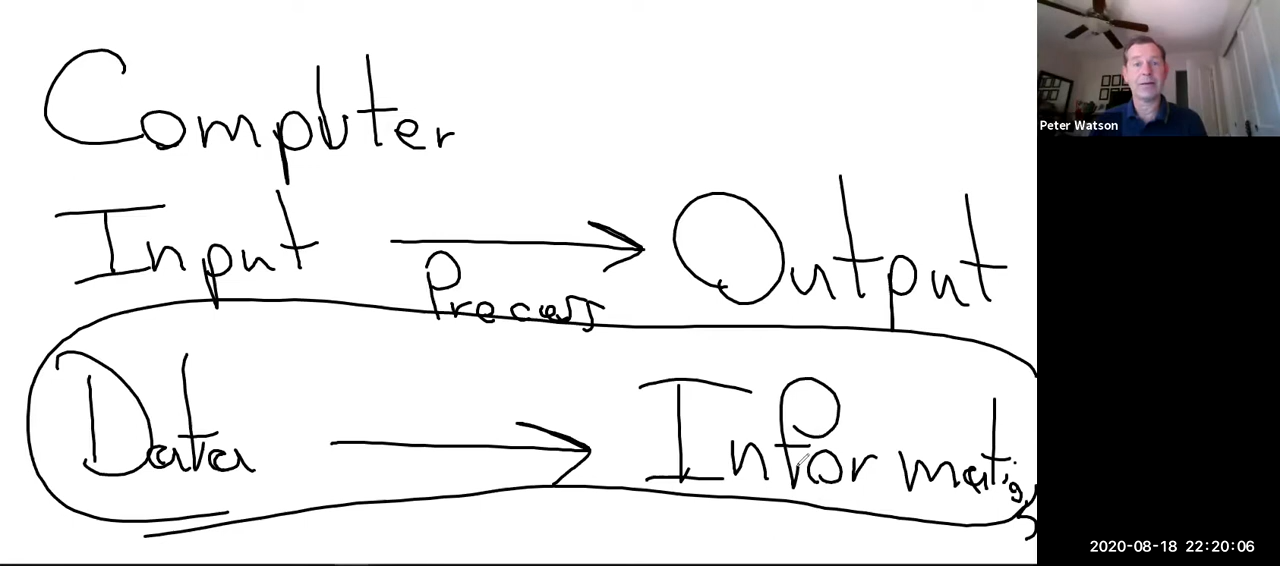 Computer
Input → Output
Process
Data → Information
Peter Watson
2020-08-18 22:20:06